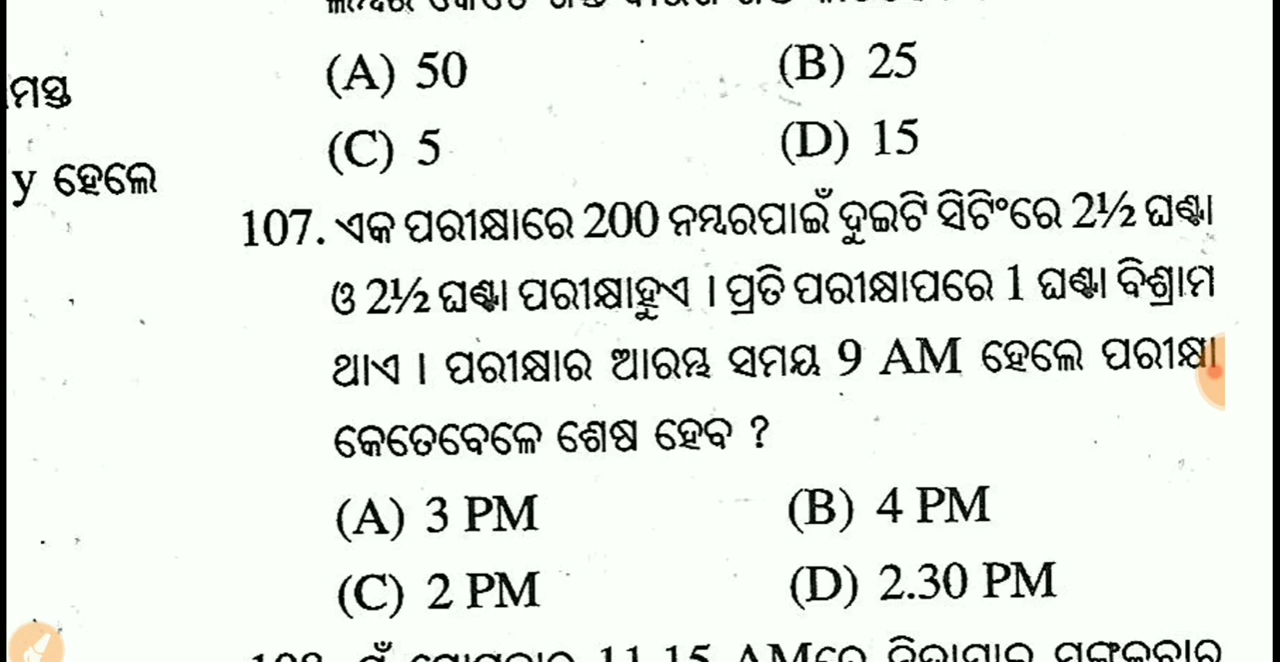 (A) 50 (B) 25
ମସ୍ତ
(C) 5 (D) 15
y ହେଲେ
107. ଏକ ପରୀକ୍ଷାରେ 200 ନମ୍ବରପାଇଁ ଦୁଇଟି ସିଟିଂରେ 2½ ଘଣ୍ଟା
ଓ 2½ ଘଣ୍ଟା ପରୀକ୍ଷାହୁଏ । ପ୍ରତି ପରୀକ୍ଷାପରେ 1 ଘଣ୍ଟା ବିଶ୍ରାମ
ଥାଏ । ପରୀକ୍ଷାର ଆରମ୍ଭ ସମୟ 9 AM ହେଲେ ପରୀକ୍ଷା
କେତେବେଳେ ଶେଷ ହେବ ?
(A) 3 PM (B) 4 PM
(C) 2 PM (D) 2.30 PM
11.15